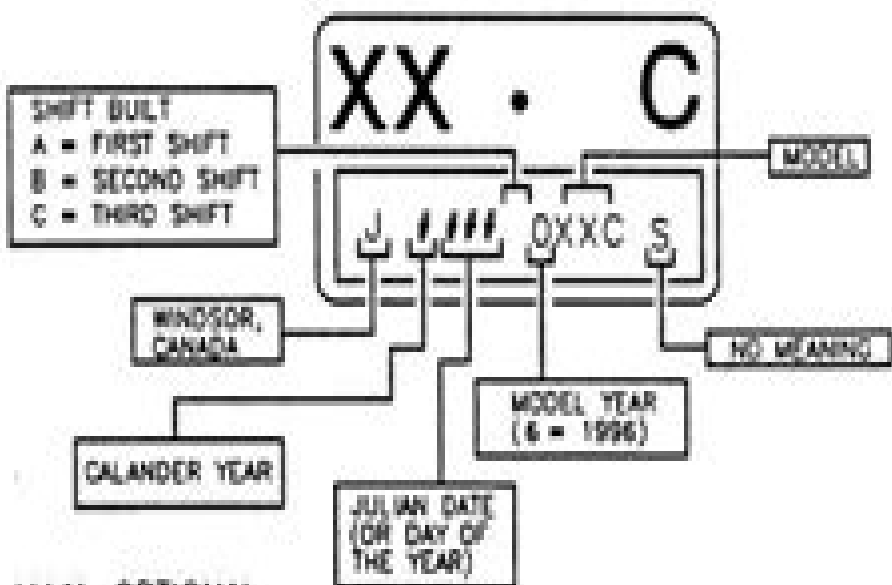 XX · C
SHIFT BUILT
A = FIRST SHIFT
B = SECOND SHIFT
C = THIRD SHIFT
MODEL
J # ### 0XXC S
WINDSOR,
CANADA
NO MEANING
MODEL YEAR
(6 = 1996)
CALANDER YEAR
JULIAN DATE
(OR DAY OF
THE YEAR)